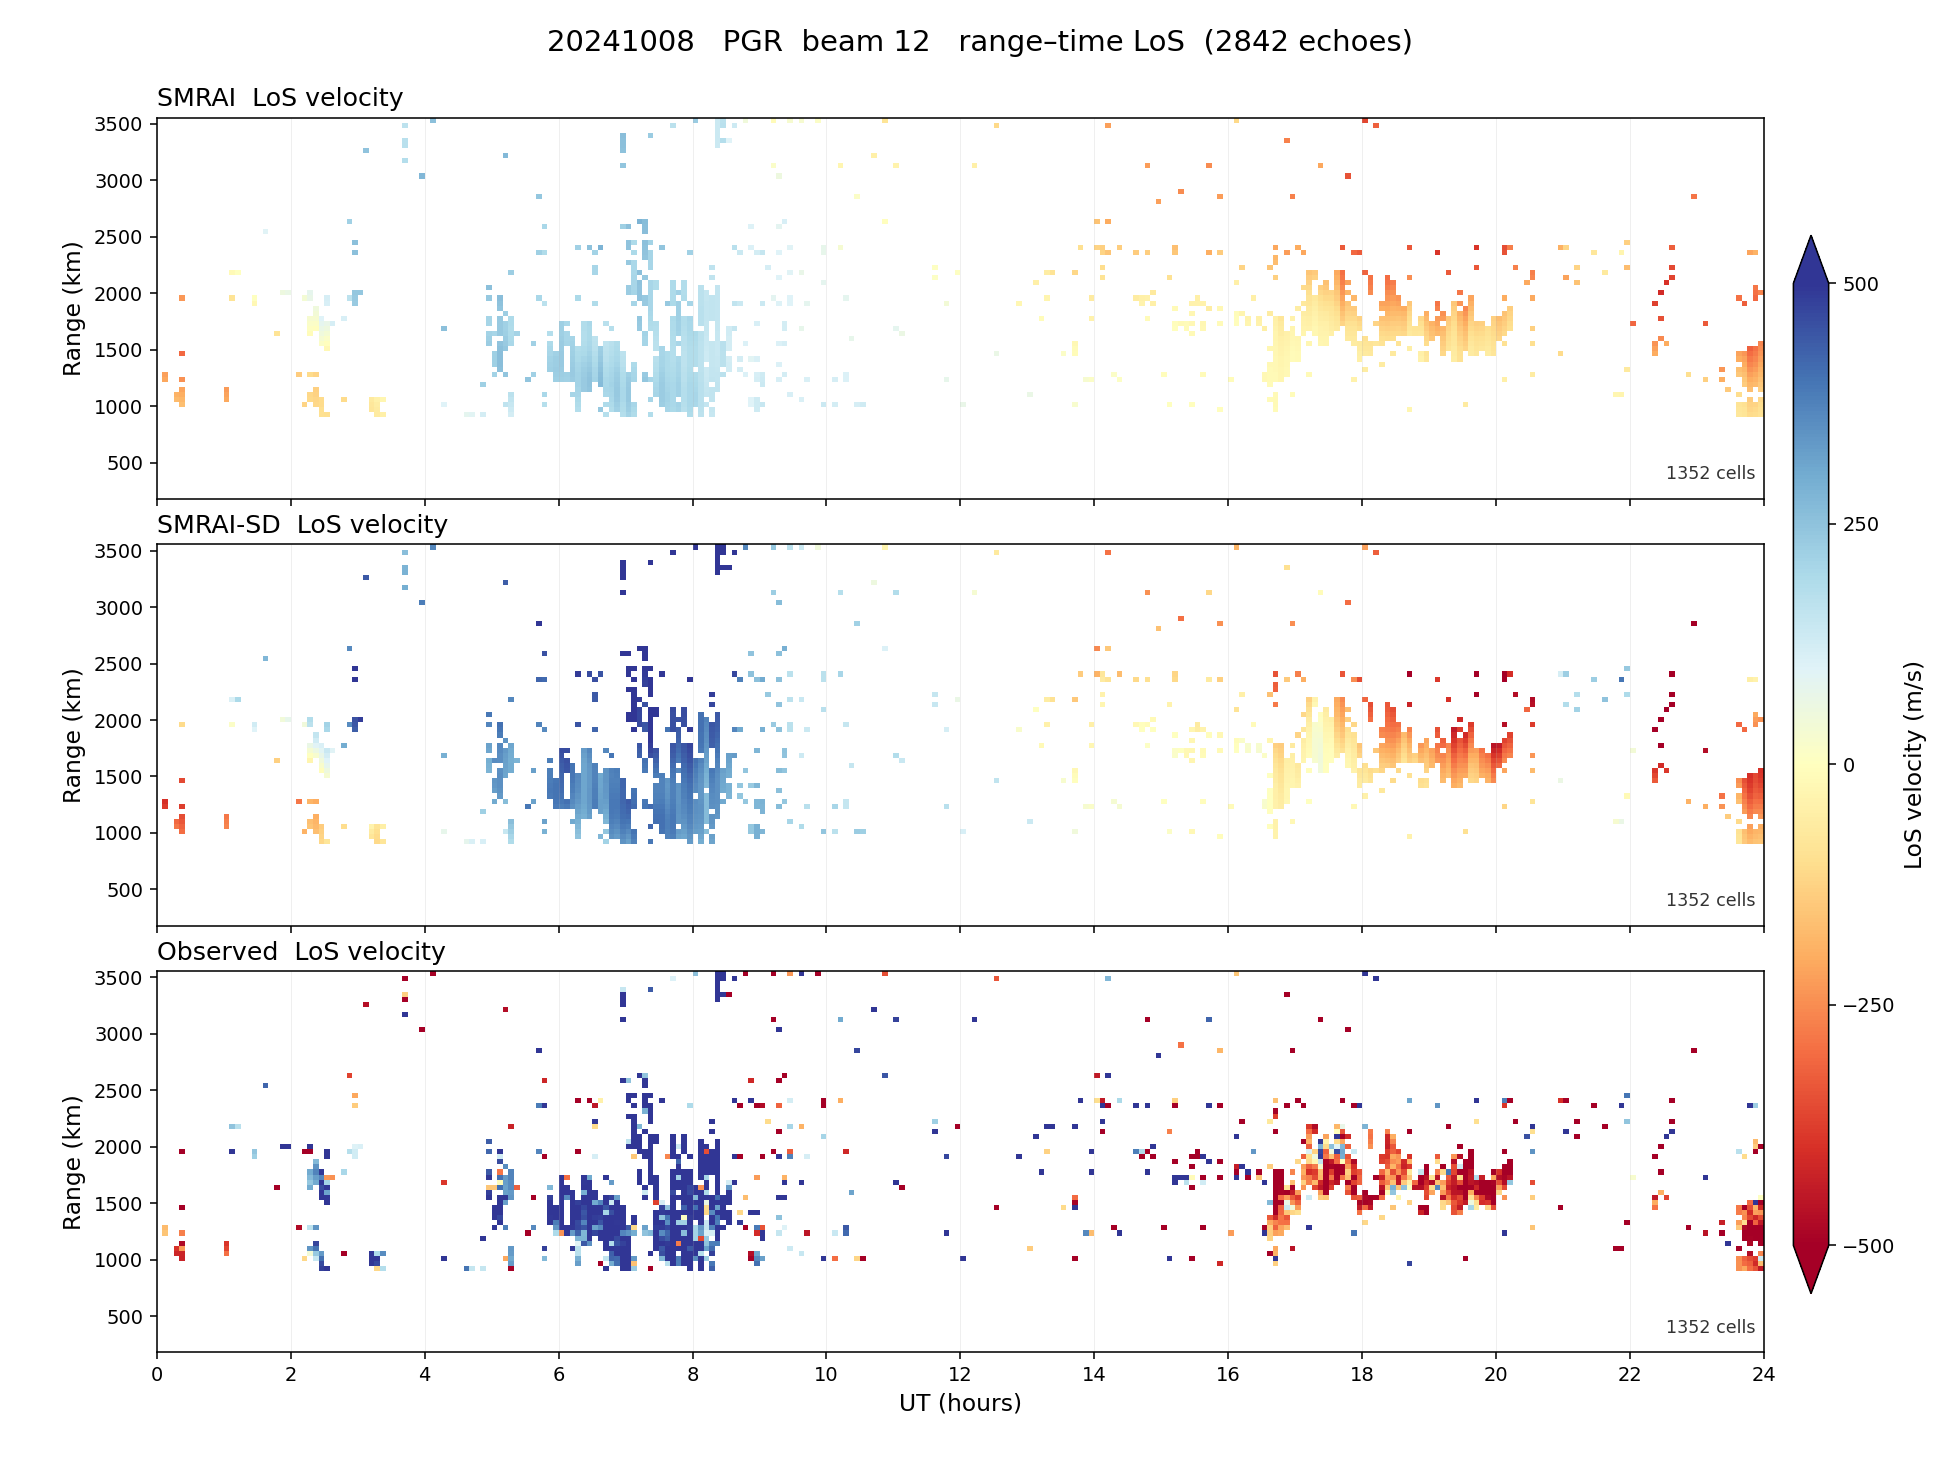 20241008   PGR  beam 12   range–time LoS  (2842 echoes)
SMRAI  LoS velocity
3500
3000
2500
2000
1500
1000
500
Range (km)
1352 cells
SMRAI-SD  LoS velocity
3500
3000
2500
2000
1500
1000
500
Range (km)
1352 cells
Observed  LoS velocity
3500
3000
2500
2000
1500
1000
500
Range (km)
1352 cells
0 2 4 6 8 10 12 14 16 18 20 22 24
UT (hours)
500
250
0
−250
−500
LoS velocity (m/s)